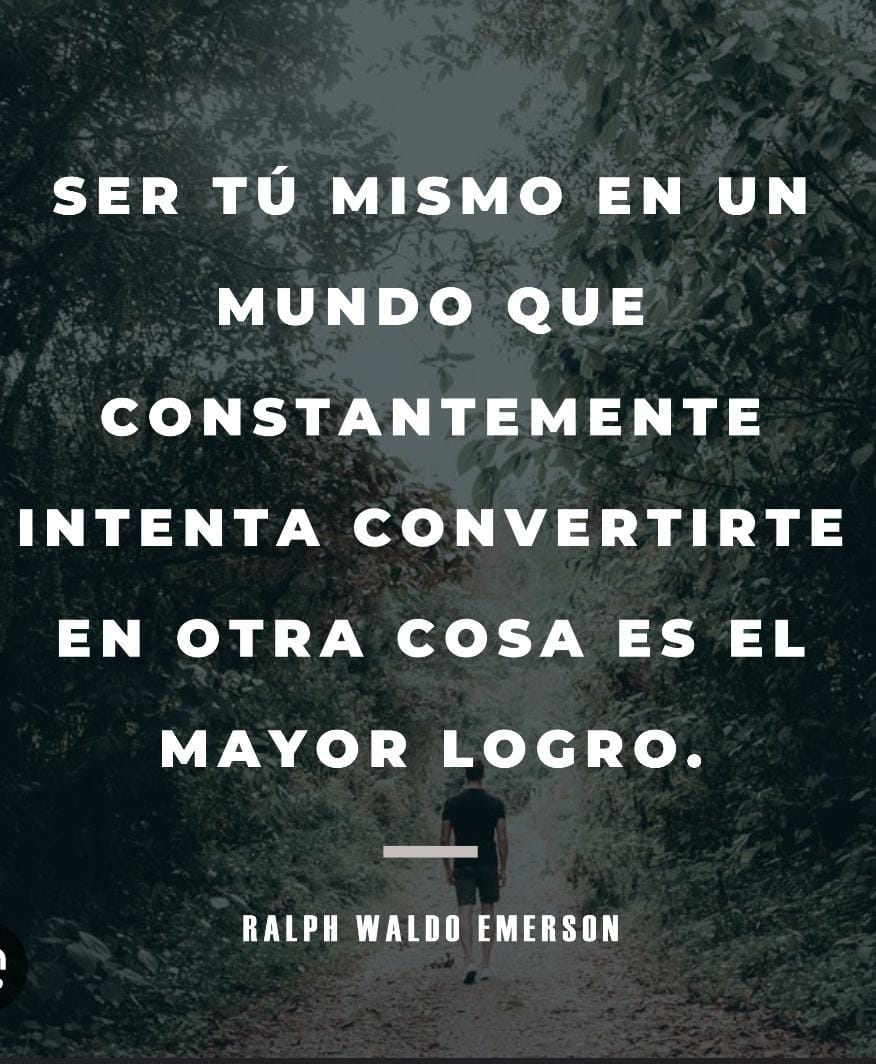 SER TÚ MISMO EN UN
MUNDO QUE
CONSTANTEMENTE
INTENTA CONVERTIRTE
EN OTRA COSA ES EL
MAYOR LOGRO.
RALPH WALDO EMERSON